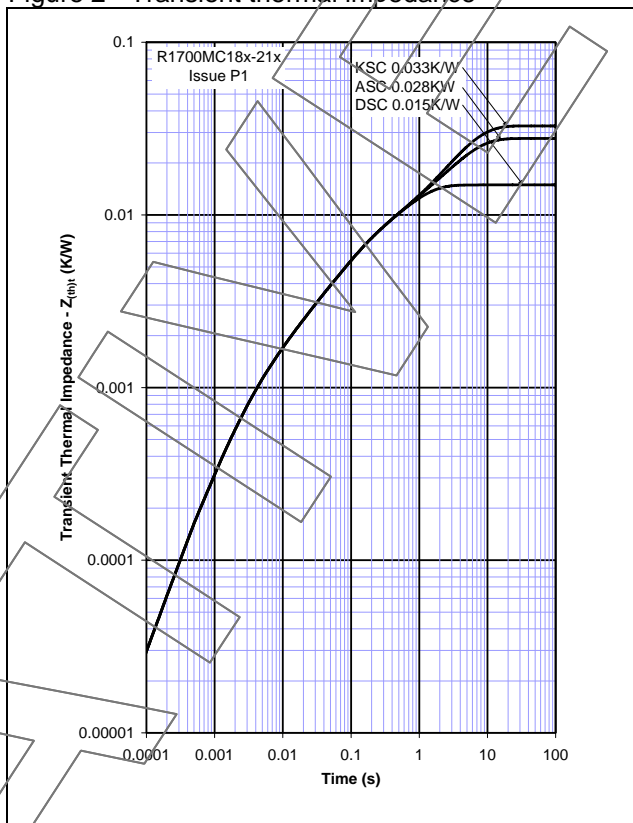 Figure 2 – Transient thermal impedance
R1700MC18x-21x
Issue P1
KSC 0.033K/W
ASC 0.028KW
DSC 0.015K/W
0.1
0.01
0.001
0.0001
0.00001
Transient Thermal Impedance - Z(th)t (K/W)
0.0001 0.001 0.01 0.1 1 10 100
Time (s)